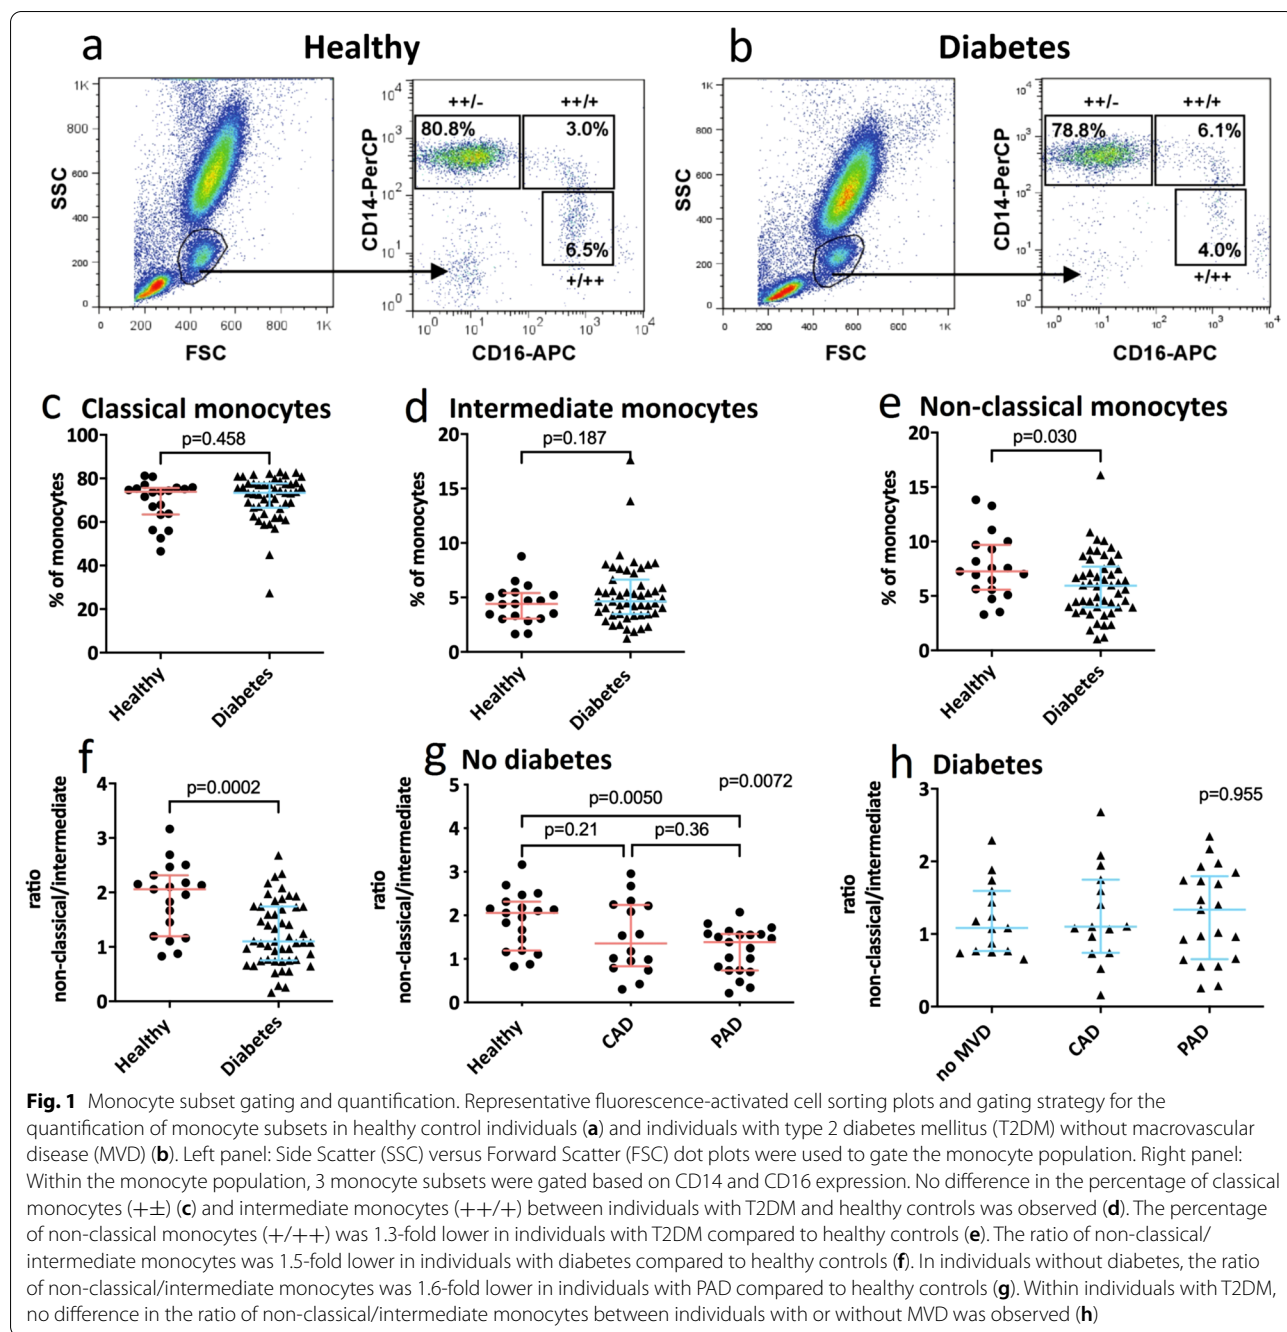 a Healthy
b Diabetes
1K
800
600
400
200
0
SSC
0 200 400 600 800 1K
FSC
10^4
10^3
10^2
10^1
10^0
CD14-PerCP
++/- ++/+
80.8% 3.0%
6.5%
+/++
10^0 10^1 10^2 10^3 10^4
CD16-APC
1K
800
600
400
200
0
SSC
0 200 400 600 800 1K
FSC
10^4
10^3
10^2
10^1
10^0
CD14-PerCP
++/- ++/+
78.8% 6.1%
4.0%
+/++
10^0 10^1 10^2 10^3 10^4
CD16-APC
c Classical monocytes
p=0.458
100
80
60
40
20
0
% of monocytes
Healthy
Diabetes
d Intermediate monocytes
p=0.187
20
15
10
5
0
% of monocytes
Healthy
Diabetes
e Non-classical monocytes
p=0.030
20
15
10
5
0
% of monocytes
Healthy
Diabetes
f
p=0.0002
4
3
2
1
0
ratio
non-classical/intermediate
Healthy
Diabetes
g No diabetes
p=0.0072
p=0.0050
p=0.21 p=0.36
5
4
3
2
1
0
ratio
non-classical/intermediate
Healthy
CAD
PAD
h Diabetes
p=0.955
3
2
1
0
ratio
non-classical/intermediate
no MVD
CAD
PAD
Fig. 1 Monocyte subset gating and quantification. Representative fluorescence-activated cell sorting plots and gating strategy for the
quantification of monocyte subsets in healthy control individuals (a) and individuals with type 2 diabetes mellitus (T2DM) without macrovascular
disease (MVD) (b). Left panel: Side Scatter (SSC) versus Forward Scatter (FSC) dot plots were used to gate the monocyte population. Right panel:
Within the monocyte population, 3 monocyte subsets were gated based on CD14 and CD16 expression. No difference in the percentage of classical
monocytes (+±) (c) and intermediate monocytes (++/+) between individuals with T2DM and healthy controls was observed (d). The percentage
of non-classical monocytes (+/++) was 1.3-fold lower in individuals with T2DM compared to healthy controls (e). The ratio of non-classical/
intermediate monocytes was 1.5-fold lower in individuals with diabetes compared to healthy controls (f). In individuals without diabetes, the ratio
of non-classical/intermediate monocytes was 1.6-fold lower in individuals with PAD compared to healthy controls (g). Within individuals with T2DM,
no difference in the ratio of non-classical/intermediate monocytes between individuals with or without MVD was observed (h)